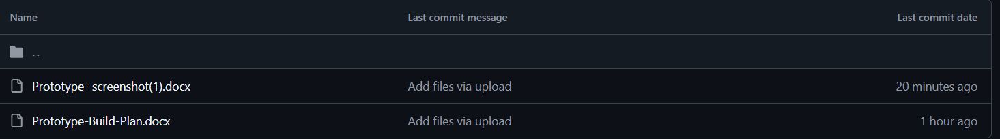 Name Last commit message Last commit date
..
Prototype- screenshot(1).docx Add files via upload 20 minutes ago
Prototype-Build-Plan.docx Add files via upload 1 hour ago